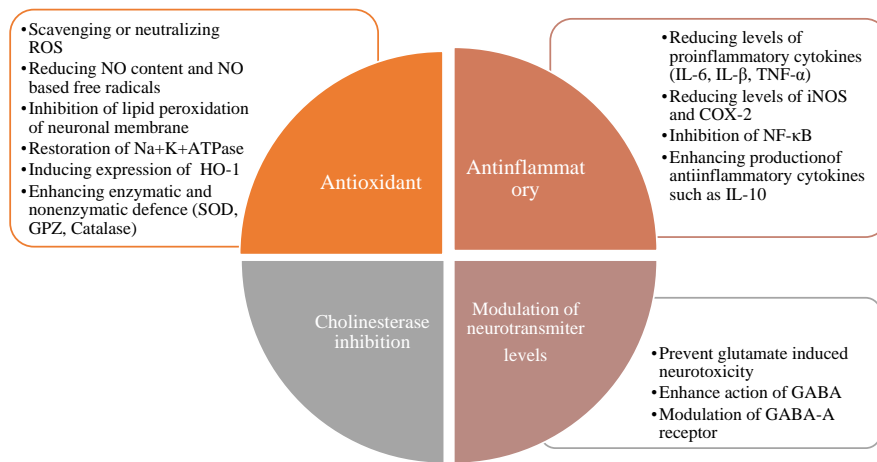 •Scavenging or neutralizing
ROS
•Reducing NO content and NO
based free radicals
•Inhibition of lipid peroxidation
of neuronal membrane
•Restoration of Na+K+ATPase
•Inducing expression of HO-1
•Enhancing enzymatic and
nonenzymatic defence (SOD,
GPZ, Catalase)
Antioxidant
Antinflammat
ory
•Reducing levels of
proinflammatory cytokines
(IL-6, IL-β, TNF-α)
•Reducing levels of iNOS
and COX-2
•Inhibition of NF-κB
•Enhancing productionof
antiinflammatory cytokines
such as IL-10
Cholinesterase
inhibition
Modulation of
neurotransmiter
levels
•Prevent glutamate induced
neurotoxicity
•Enhance action of GABA
•Modulation of GABA-A
receptor